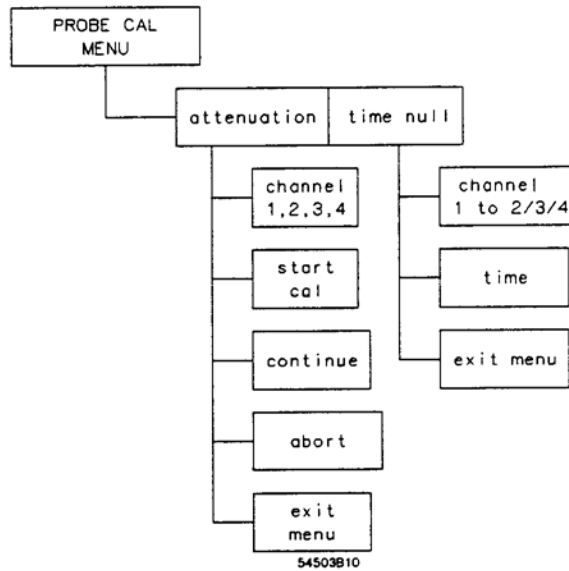 PROBE CAL
MENU
attenuation
time null
channel
1,2,3,4
start
cal
continue
abort
exit
menu
channel
1 to 2/3/4
time
exit menu
54503B10